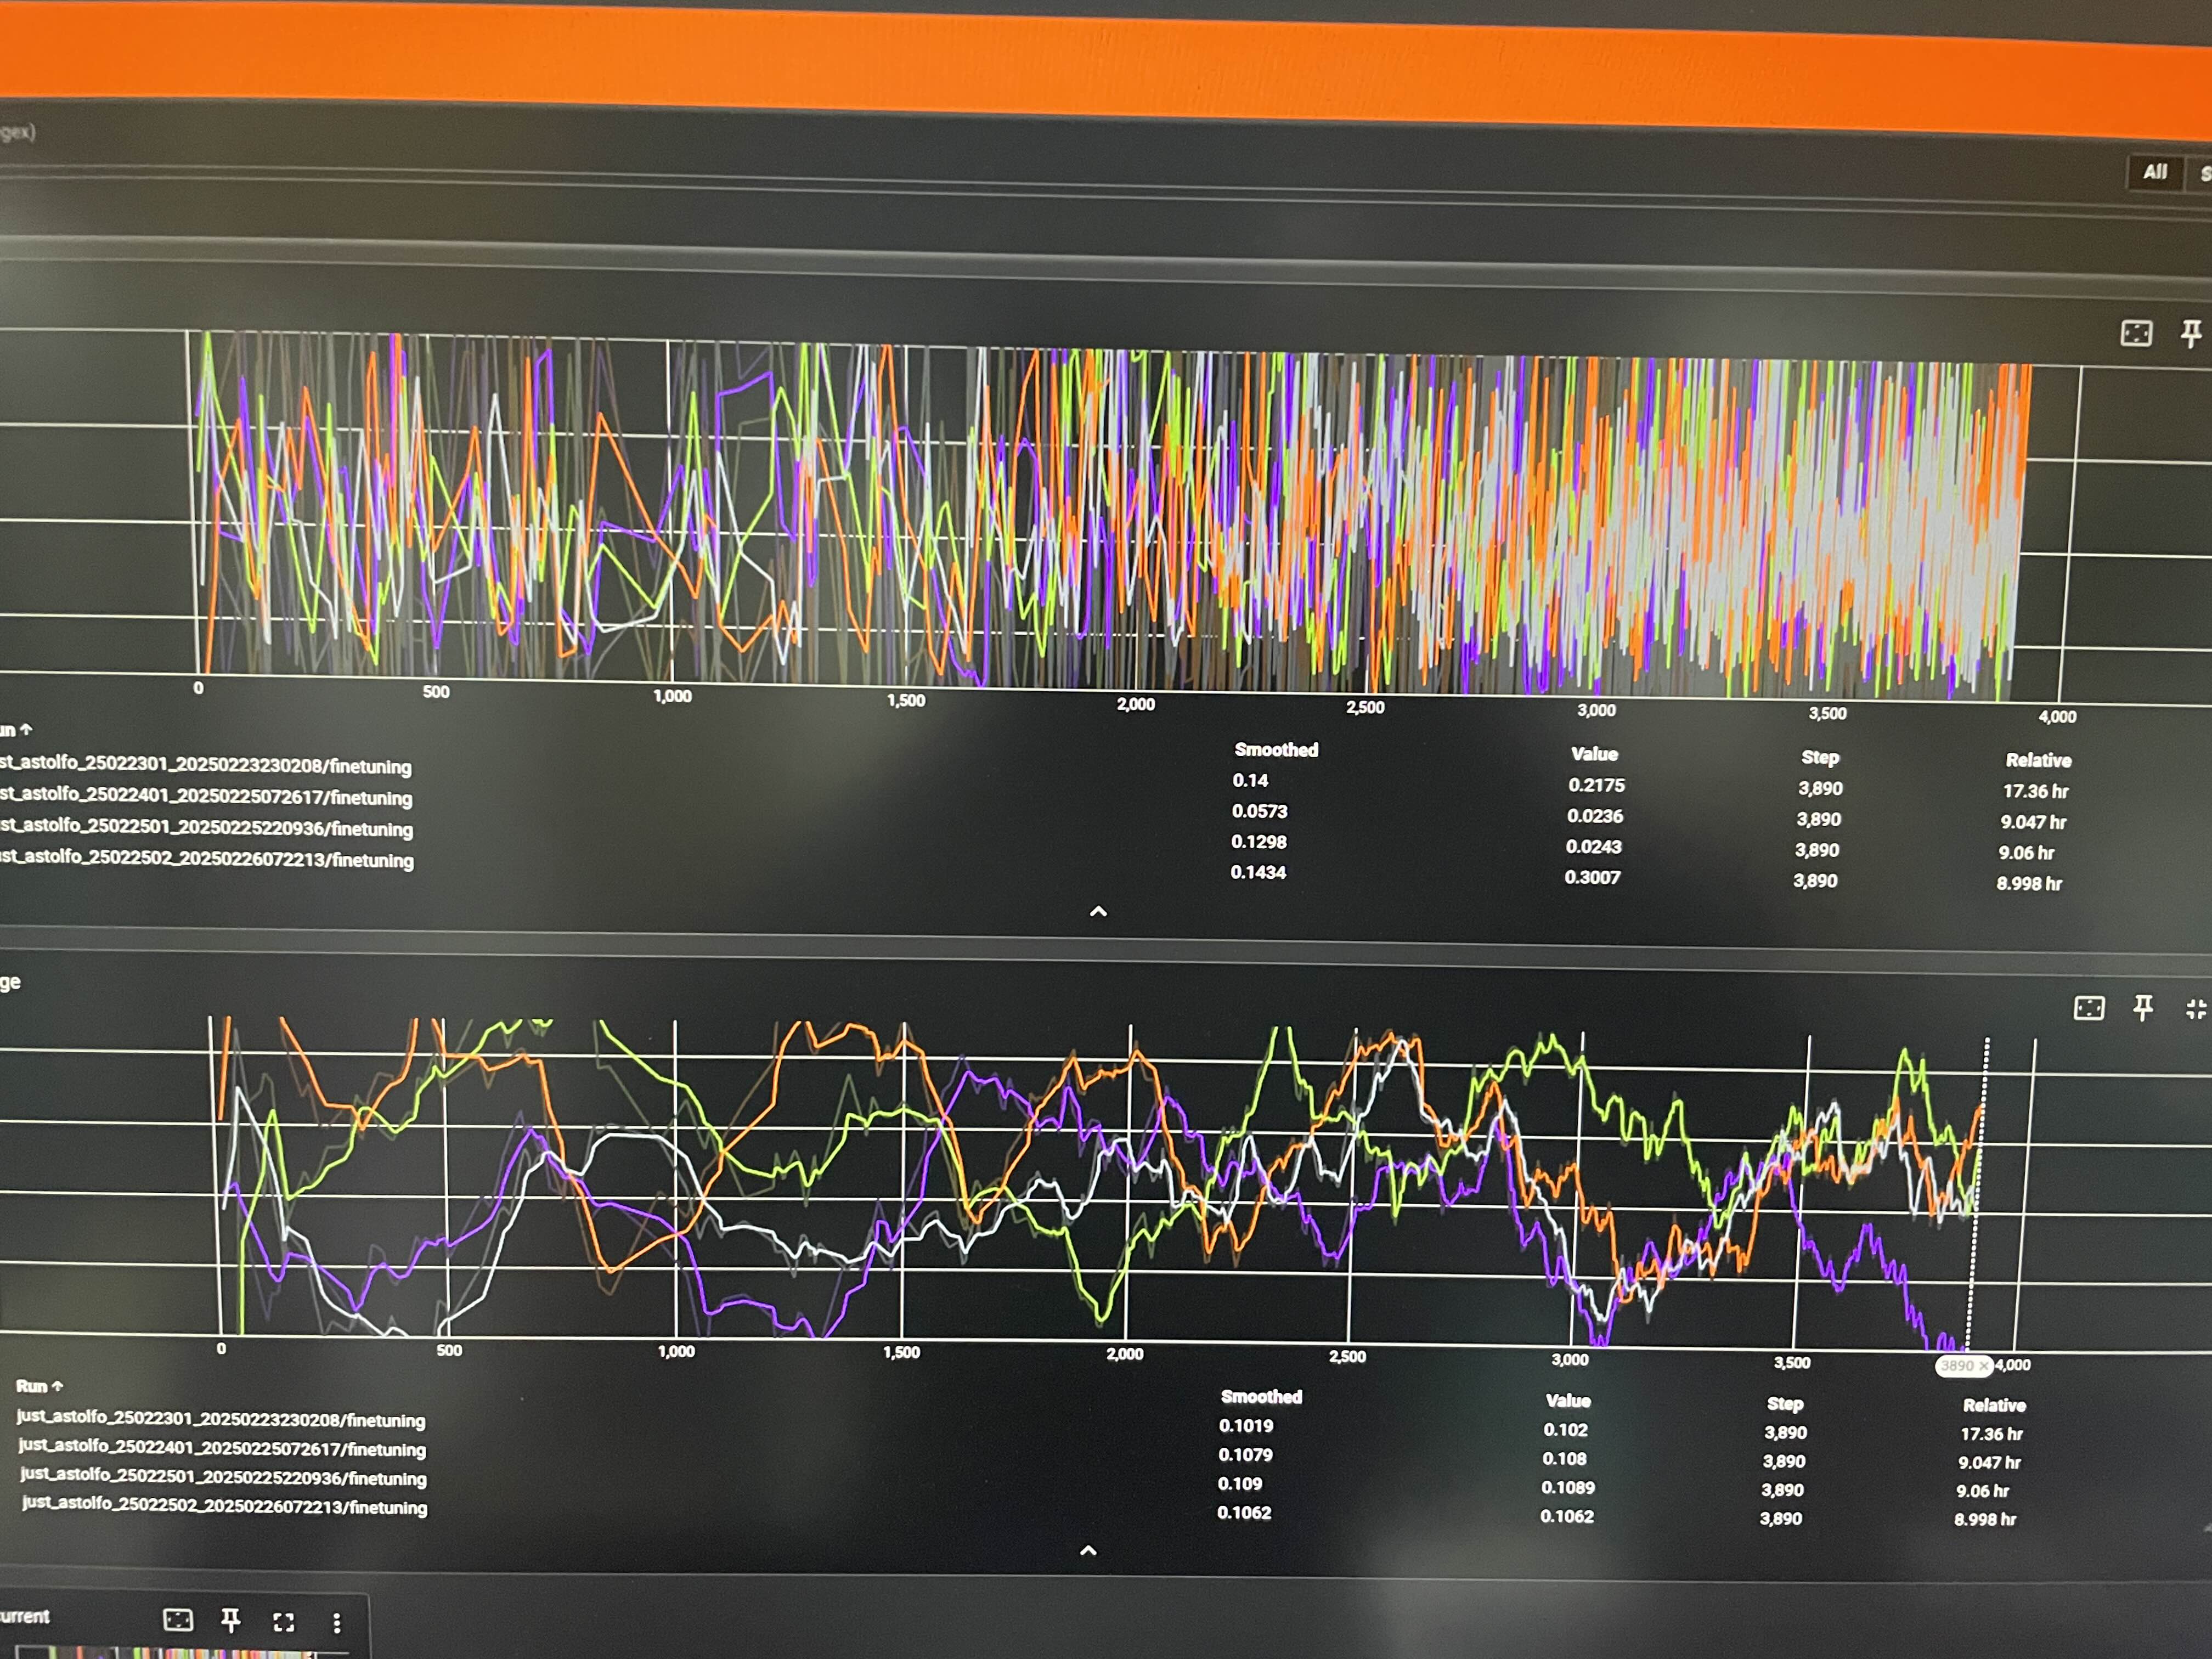 gex)
All S
0 500 1,000 1,500 2,000 2,500 3,000 3,500 4,000
un ↑ Smoothed Value Step Relative
st_astolfo_25022301_20250223230208/finetuning 0.14 0.2175 3,890 17.36 hr
st_astolfo_25022401_20250225072617/finetuning 0.0573 0.0236 3,890 9.047 hr
st_astolfo_25022501_20250225220936/finetuning 0.1298 0.0243 3,890 9.06 hr
st_astolfo_25022502_20250226072213/finetuning 0.1434 0.3007 3,890 8.998 hr
ge
0 500 1,000 1,500 2,000 2,500 3,000 3,500 3890 × 4,000
Run ↑ Smoothed Value Step Relative
just_astolfo_25022301_20250223230208/finetuning 0.1019 0.102 3,890 17.36 hr
just_astolfo_25022401_20250225072617/finetuning 0.1079 0.108 3,890 9.047 hr
just_astolfo_25022501_20250225220936/finetuning 0.109 0.1089 3,890 9.06 hr
just_astolfo_25022502_20250226072213/finetuning 0.1062 0.1062 3,890 8.998 hr
urrent